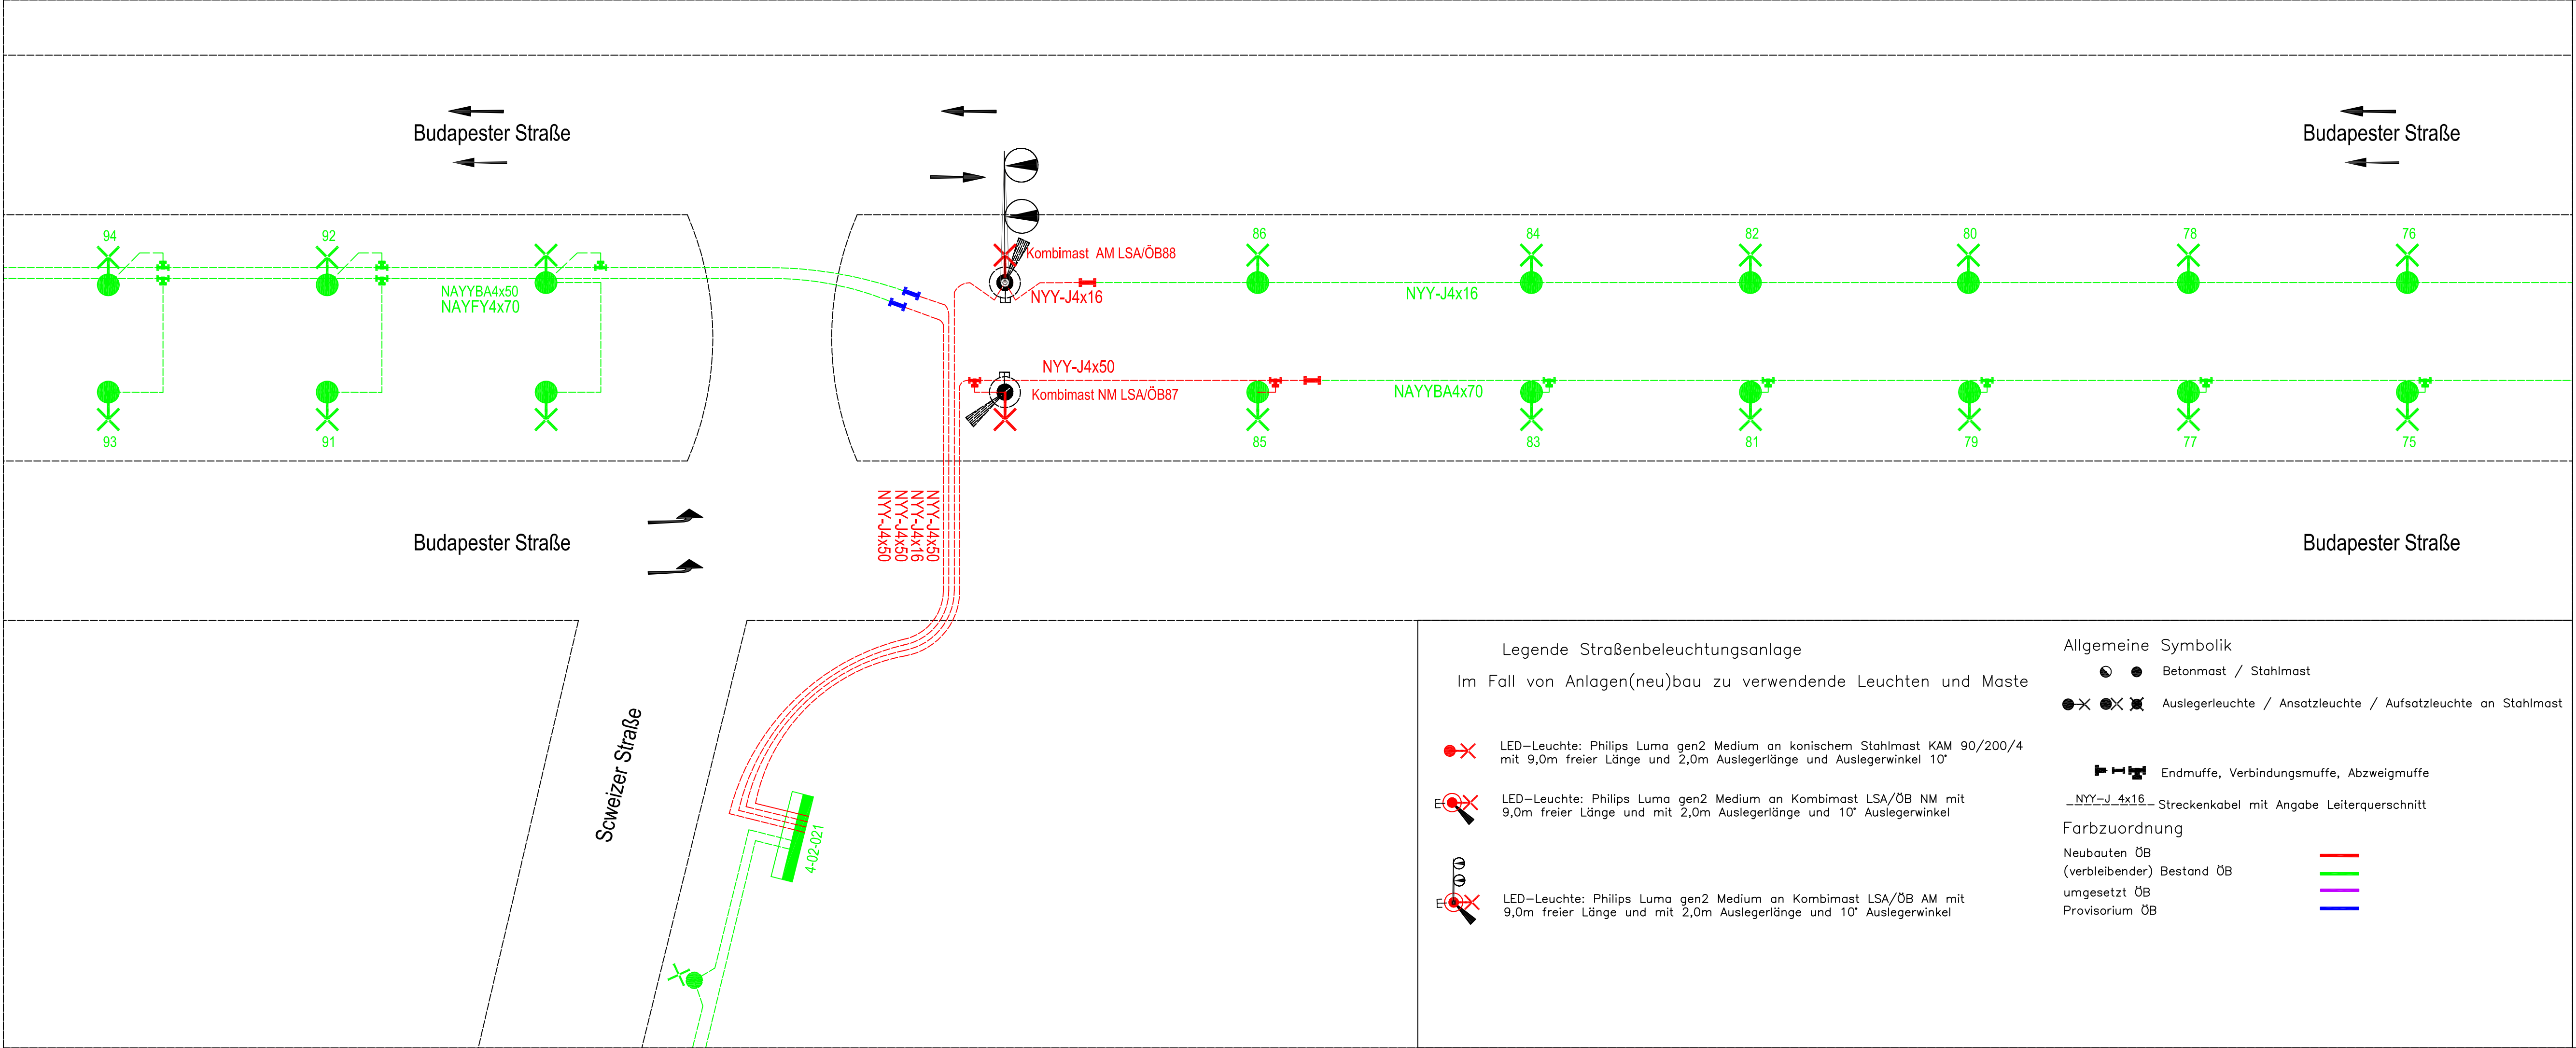 Budapester Straße
Budapester Straße
94
92
86
84
82
80
78
76
Kombimast AM LSA/ÖB88
NAYYBA4x50
NAYFY4x70
NYY-J4x16
NYY-J4x16
NYY-J4x50
Kombimast NM LSA/ÖB87
NAYYBA4x70
93
91
85
83
81
79
77
75
NYY-J4x50
NYY-J4x16
NYY-J4x50
NYY-J4x50
Budapester Straße
Budapester Straße
Scweizer Straße
4-02-021
Legende Straßenbeleuchtungsanlage
Im Fall von Anlagen(neu)bau zu verwendende Leuchten und Maste
LED-Leuchte: Philips Luma gen2 Medium an konischem Stahlmast KAM 90/200/4
mit 9,0m freier Länge und 2,0m Auslegerlänge und Auslegerwinkel 10°
E
LED-Leuchte: Philips Luma gen2 Medium an Kombimast LSA/ÖB NM mit
9,0m freier Länge und mit 2,0m Auslegerlänge und 10° Auslegerwinkel
E
LED-Leuchte: Philips Luma gen2 Medium an Kombimast LSA/ÖB AM mit
9,0m freier Länge und mit 2,0m Auslegerlänge und 10° Auslegerwinkel
Allgemeine Symbolik
Betonmast / Stahlmast
Auslegerleuchte / Ansatzleuchte / Aufsatzleuchte an Stahlmast
Endmuffe, Verbindungsmuffe, Abzweigmuffe
NYY-J 4x16 Streckenkabel mit Angabe Leiterquerschnitt
Farbzuordnung
Neubauten ÖB
(verbleibender) Bestand ÖB
umgesetzt ÖB
Provisorium ÖB